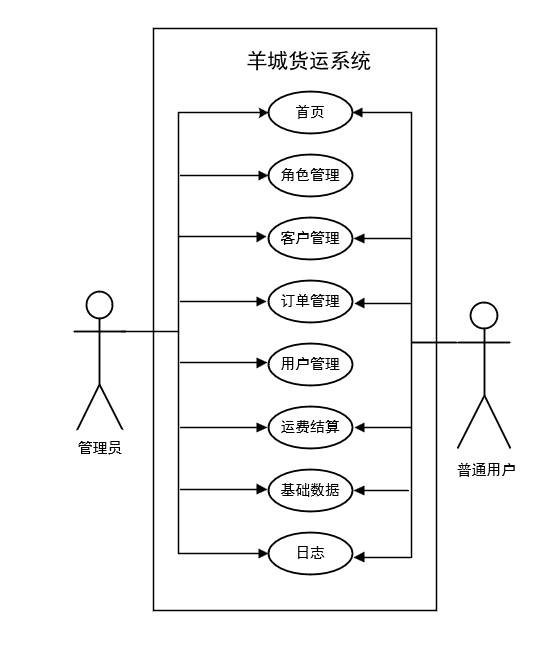 羊城货运系统
首页
角色管理
客户管理
订单管理
用户管理
运费结算
基础数据
日志
管理员
普通用户